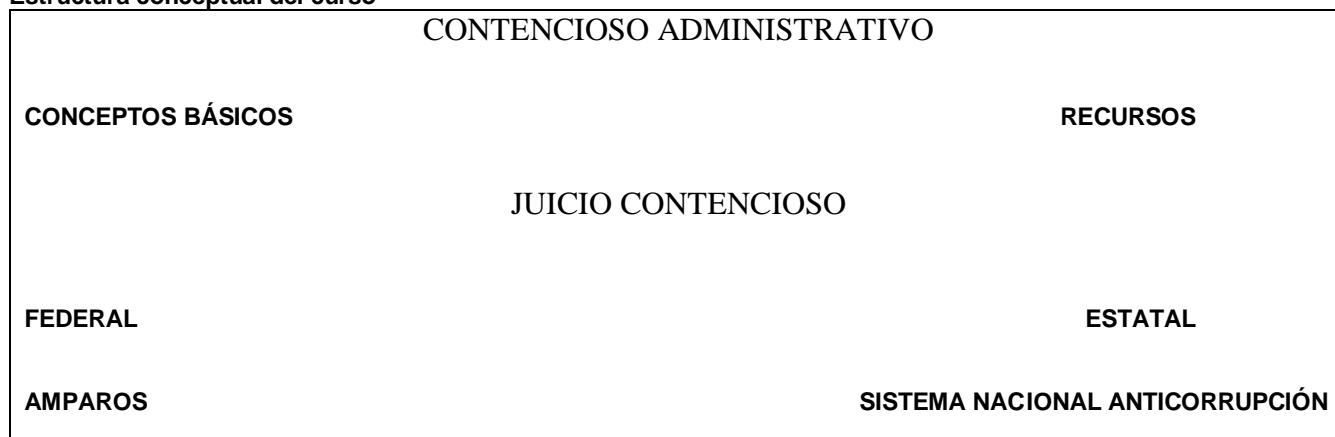 Estructura conceptual del curso
CONTENCIOSO ADMINISTRATIVO
CONCEPTOS BÁSICOS RECURSOS
JUICIO CONTENCIOSO
FEDERAL ESTATAL
AMPAROS SISTEMA NACIONAL ANTICORRUPCIÓN